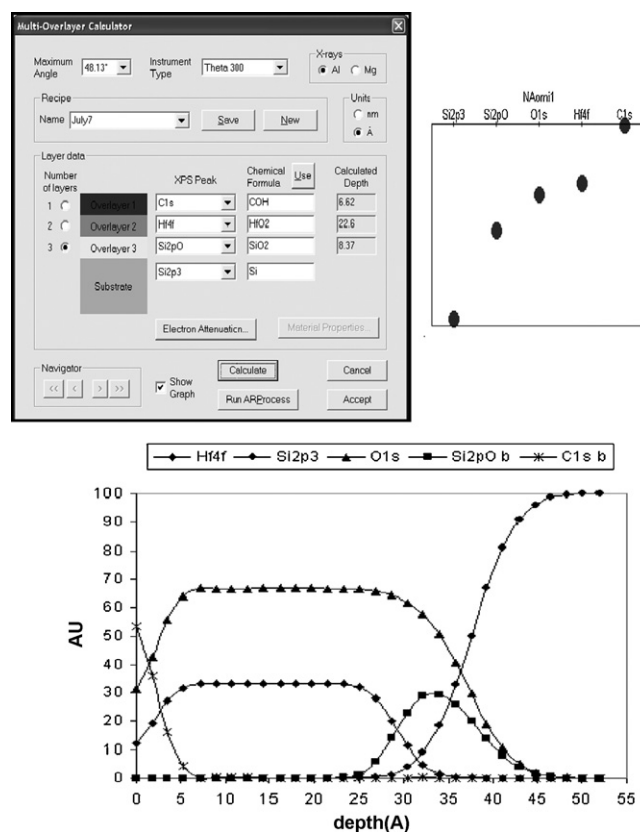 Multi-Overlayer Calculator
Maximum Angle 48.13° Instrument Type Theta 300
X-rays
Al Mg
Recipe
Name July7 Save New
Units
nm
Å
Layer data
Number of layers XPS Peak Chemical Formula Use Calculated Depth
1 Overlayer 1 C1s COH 6.62
2 Overlayer 2 Hf4f HfO2 22.6
3 Overlayer 3 Si2pO SiO2 8.37
Substrate Si2p3 Si
Electron Attenuation... Material Properties...
Navigator
<< < > >>
Show Graph
Calculate Cancel
Run ARProcess Accept
NAomi1
Si2p3 Si2pO O1s Hf4f C1s
Hf4f Si2p3 O1s Si2pO b C1s b
100
90
80
70
60
50
40
30
20
10
0
AU
0 5 10 15 20 25 30 35 40 45 50 55
depth(A)